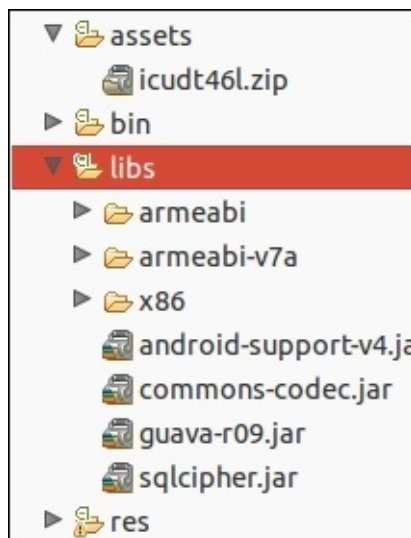 assets
icudt46l.zip
bin
libs
armeabi
armeabi-v7a
x86
android-support-v4.ja
commons-codec.jar
guava-r09.jar
sqlcipher.jar
res